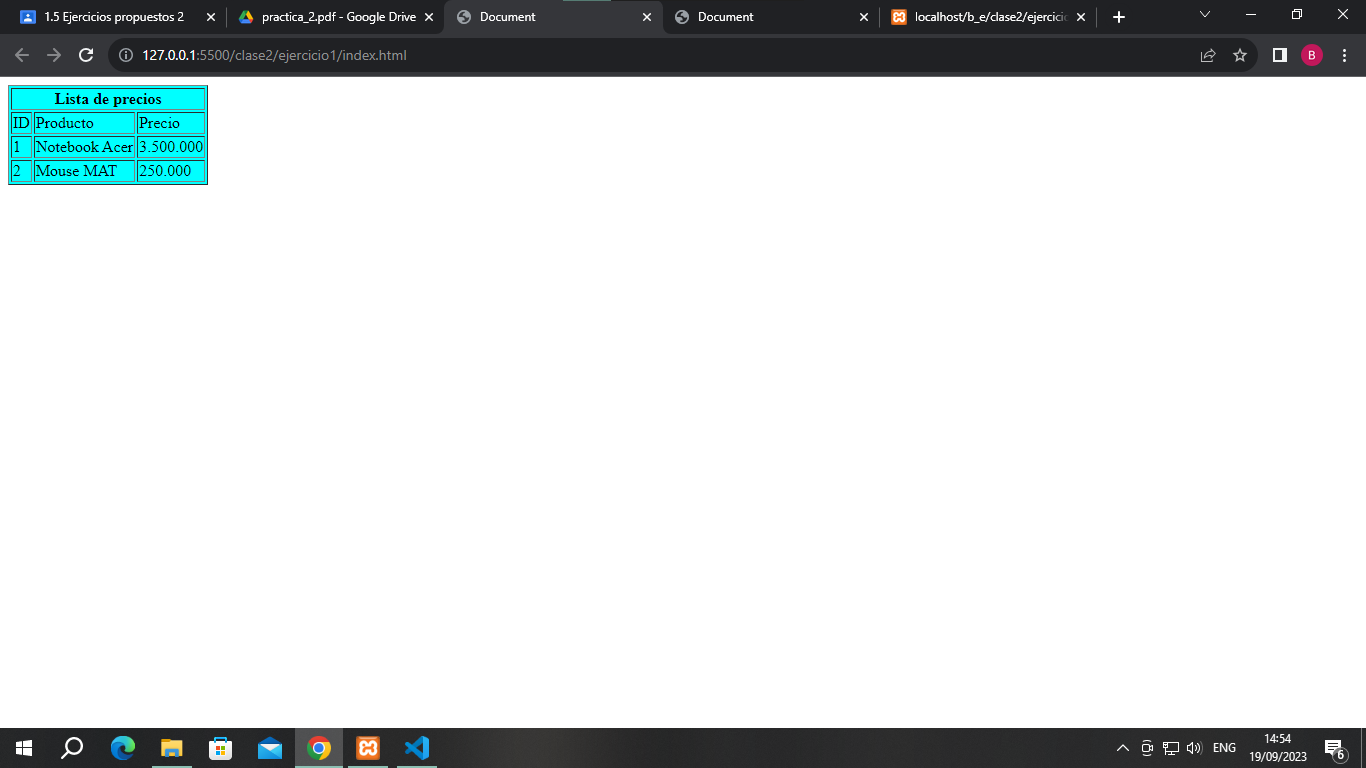 1.5 Ejercicios propuestos 2
practica_2.pdf - Google Drive
Document
Document
localhost/b_e/clase2/ejercicio
127.0.0.1:5500/clase2/ejercicio1/index.html
B
Lista de precios
ID Producto Precio
1 Notebook Acer 3.500.000
2 Mouse MAT 250.000
ENG
14:54
19/09/2023
6